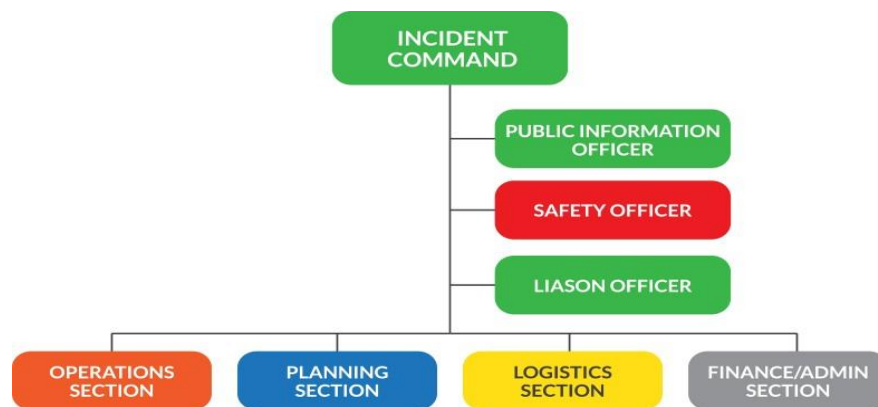 INCIDENT
COMMAND
PUBLIC INFORMATION
OFFICER
SAFETY OFFICER
LIASON OFFICER
OPERATIONS
SECTION
PLANNING
SECTION
LOGISTICS
SECTION
FINANCE/ADMIN
SECTION